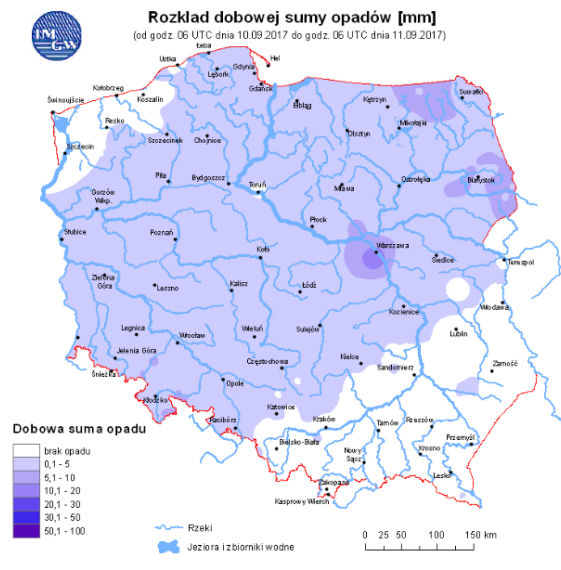 IM
GW
Rozkład dobowej sumy opadów [mm]
(od godz. 06 UTC dnia 10.09.2017 do godz. 06 UTC dnia 11.09.2017)
Łeba
Ustka
Hel
Lębork
Gdynia
Gdańsk
Suwałki
Kołobrzeg
Koszalin
Świnoujście
Elbląg
Kętrzyn
Resko
Mikołajki
Szczecinek
Chojnice
Olsztyn
Szczecin
Piła
Bydgoszcz
Toruń
Mława
Ostrołęka
Białystok
Gorzów
Wlkp.
Płock
Słubice
Poznań
Warszawa
Koło
Siedlce
Terespol
Zielona
Góra
Leszno
Kalisz
Łódź
Kozienice
Włodawa
Legnica
Wrocław
Wieluń
Sulejów
Lublin
Jelenia Góra
Śnieżka
Kielce
Częstochowa
Sandomierz
Zamość
Opole
Kłodzko
Katowice
Racibórz
Kraków
Tarnów
Rzeszów
Bielsko-Biała
Przemyśl
Nowy
Sącz
Krosno
Lesko
Zakopane
Kasprowy Wierch
Dobowa suma opadu
brak opadu
0,1 - 5
5,1 - 10
10,1 - 20
20,1 - 30
30,1 - 50
50,1 - 100
Rzeki
Jeziora i zbiorniki wodne
0 25 50 100 150 km